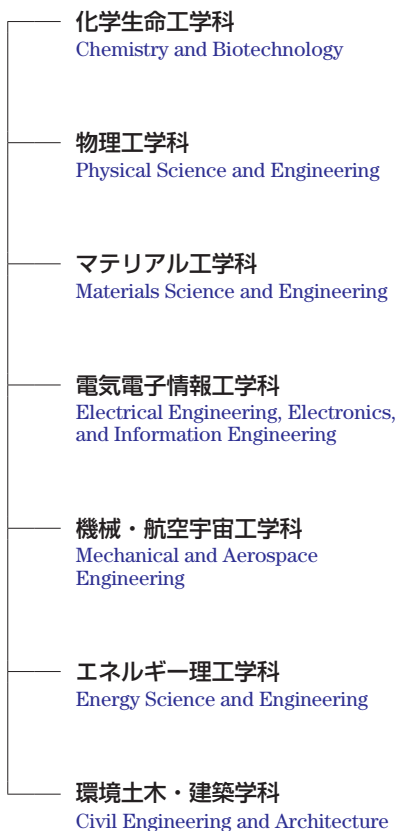 化学生命工学科
Chemistry and Biotechnology
物理工学科
Physical Science and Engineering
マテリアル工学科
Materials Science and Engineering
電気電子情報工学科
Electrical Engineering, Electronics,
and Information Engineering
機械・航空宇宙工学科
Mechanical and Aerospace
Engineering
エネルギー理工学科
Energy Science and Engineering
環境土木・建築学科
Civil Engineering and Architecture